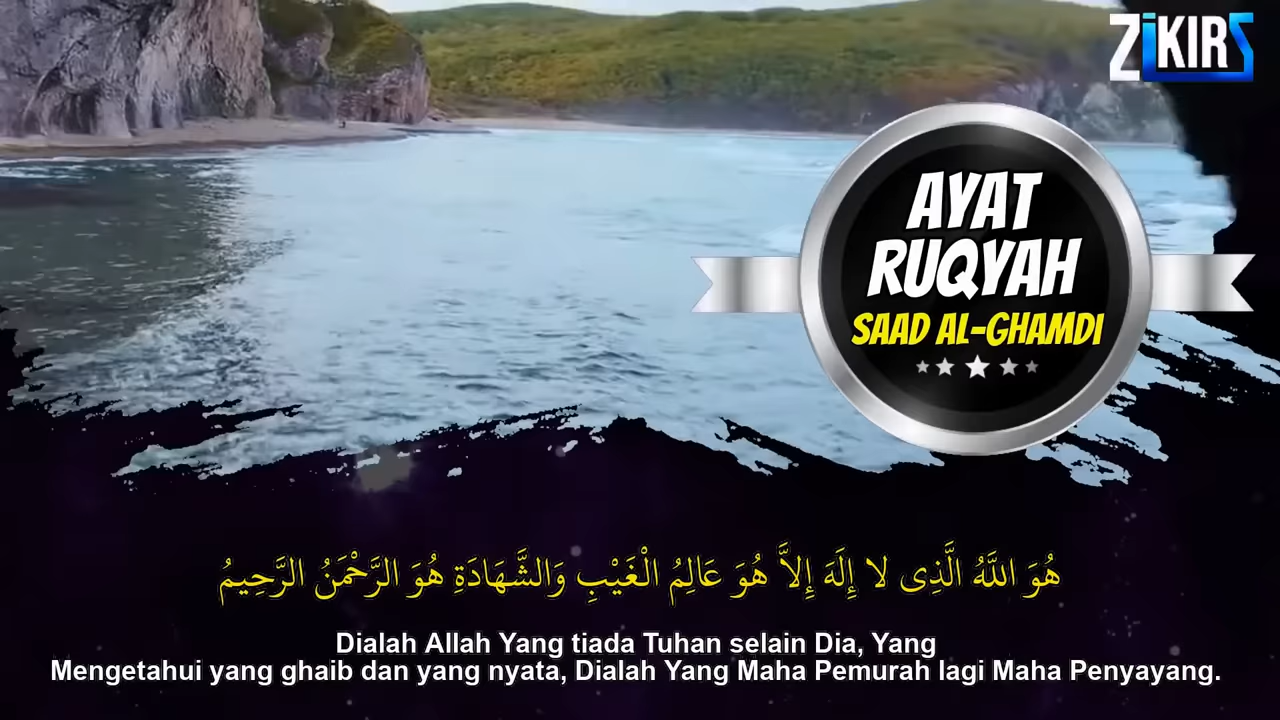 ZiKIRS
AYAT
RUQYAH
SAAD AL-GHAMDI
هُوَ اللَّهُ الَّذِى لا إِلَهَ إِلاَّ هُوَ عَالِمُ الْغَيْبِ وَالشَّهَادَةِ هُوَ الرَّحْمَنُ الرَّحِيمُ
Dialah Allah Yang tiada Tuhan selain Dia, Yang
Mengetahui yang ghaib dan yang nyata, Dialah Yang Maha Pemurah lagi Maha Penyayang.